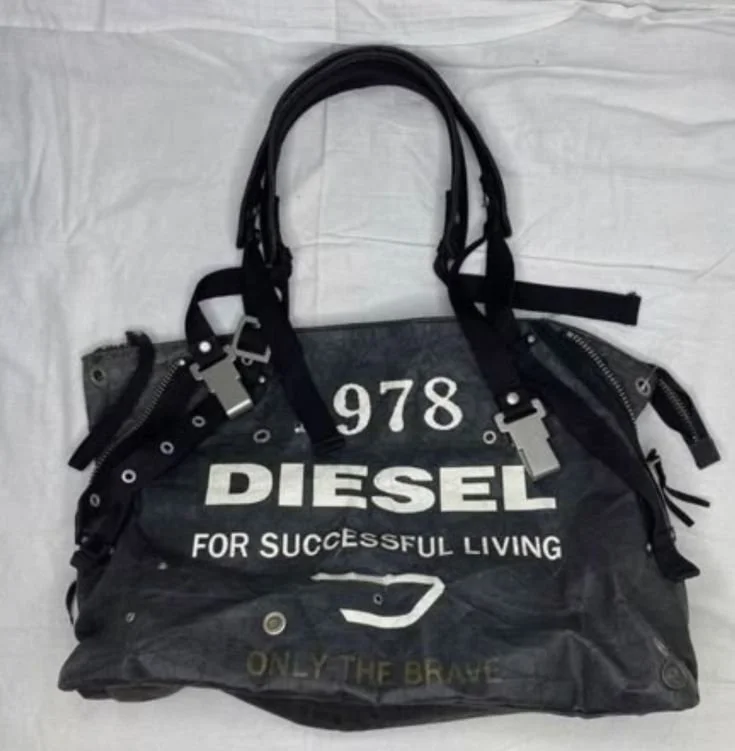 978
DIESEL
FOR SUCCESSFUL LIVING
D
ONLY THE BRAVE